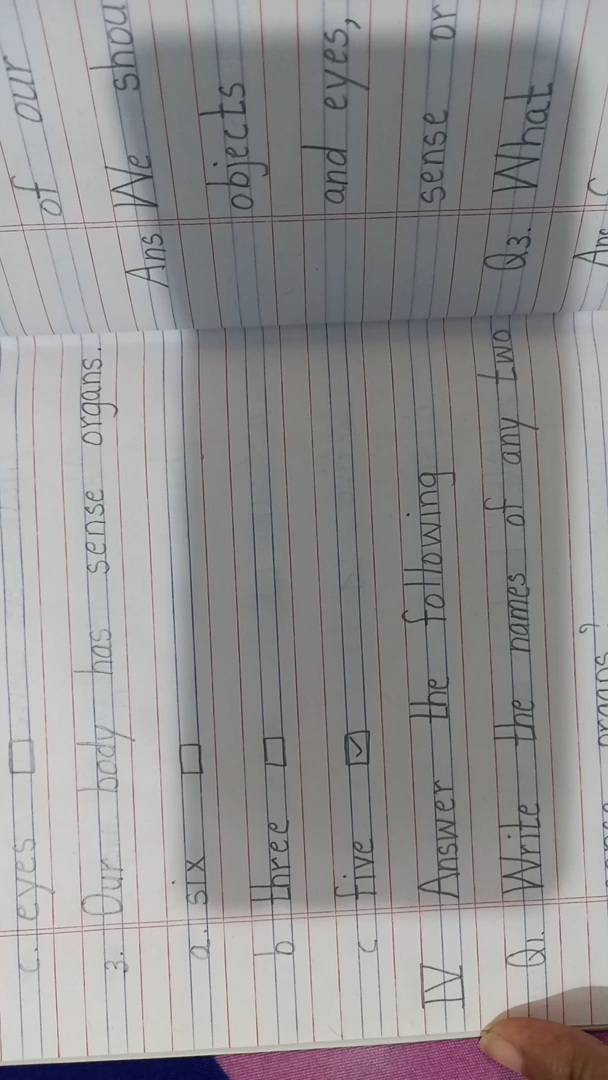 c. eyes
3. Our body has sense organs.
a. six
b three
c five
IV Answer the following
Q1. Write the names of any two
organs?
of our
Ans We shou
objects
and eyes,
sense or
Q3. What